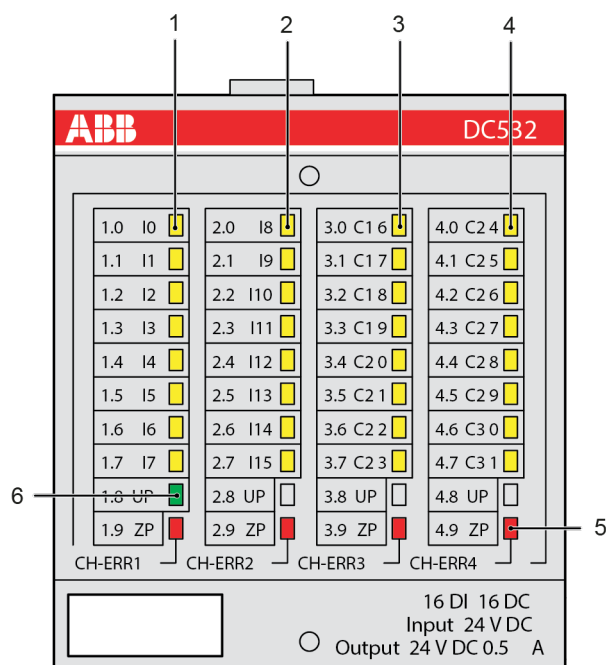 1 2 3 4
ABB DC532
1.0 I0 2.0 I8 3.0 C16 4.0 C24
1.1 I1 2.1 I9 3.1 C17 4.1 C25
1.2 I2 2.2 I10 3.2 C18 4.2 C26
1.3 I3 2.3 I11 3.3 C19 4.3 C27
1.4 I4 2.4 I12 3.4 C20 4.4 C28
1.5 I5 2.5 I13 3.5 C21 4.5 C29
1.6 I6 2.6 I14 3.6 C22 4.6 C30
1.7 I7 2.7 I15 3.7 C23 4.7 C31
6 1.8 UP 2.8 UP 3.8 UP 4.8 UP
1.9 ZP 2.9 ZP 3.9 ZP 4.9 ZP 5
CH-ERR1 CH-ERR2 CH-ERR3 CH-ERR4
16 DI 16 DC
Input 24 V DC
Output 24 V DC 0.5 A